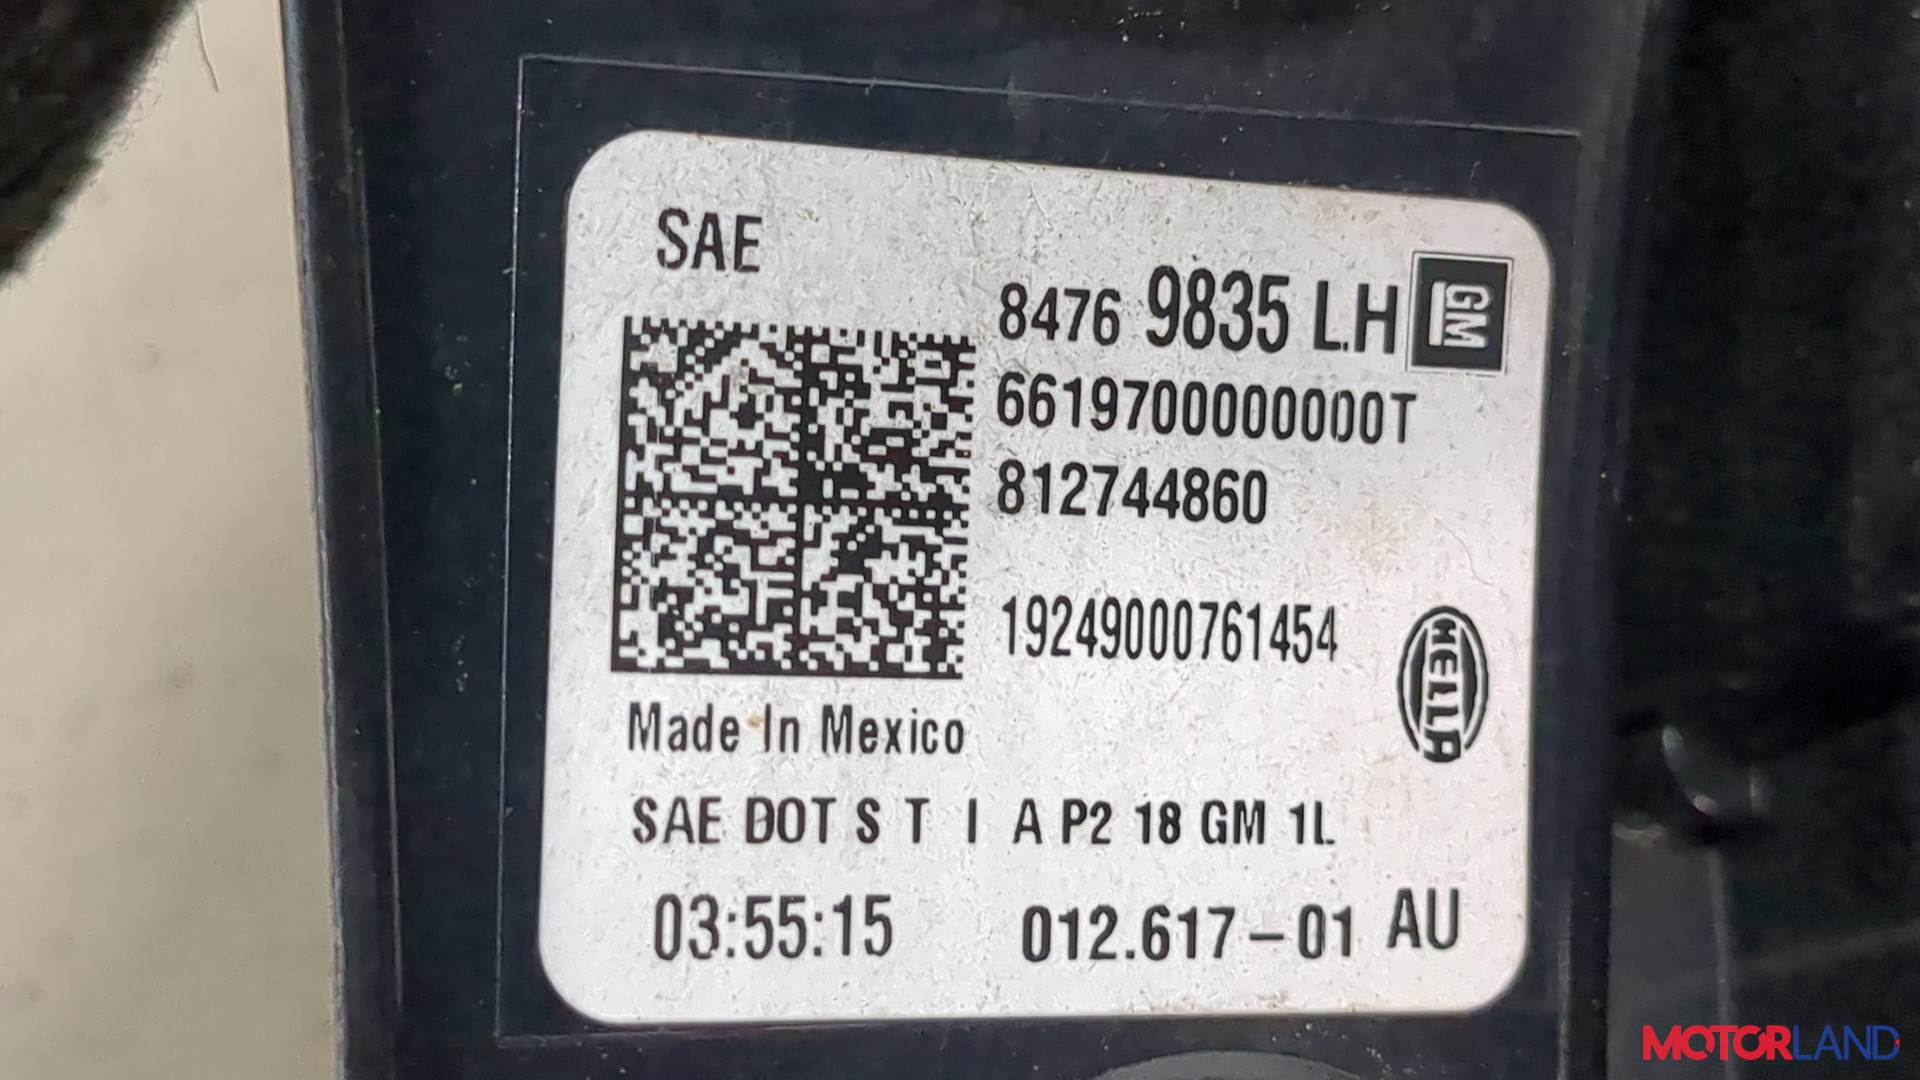 SAE
8476 9835 LH GM
6619700000000T
812744860
19249000761454
HELLA
Made In Mexico
SAE DOT S T I A P2 18 GM 1L
03:55:15 012.617-01 AU
MOTORLAND